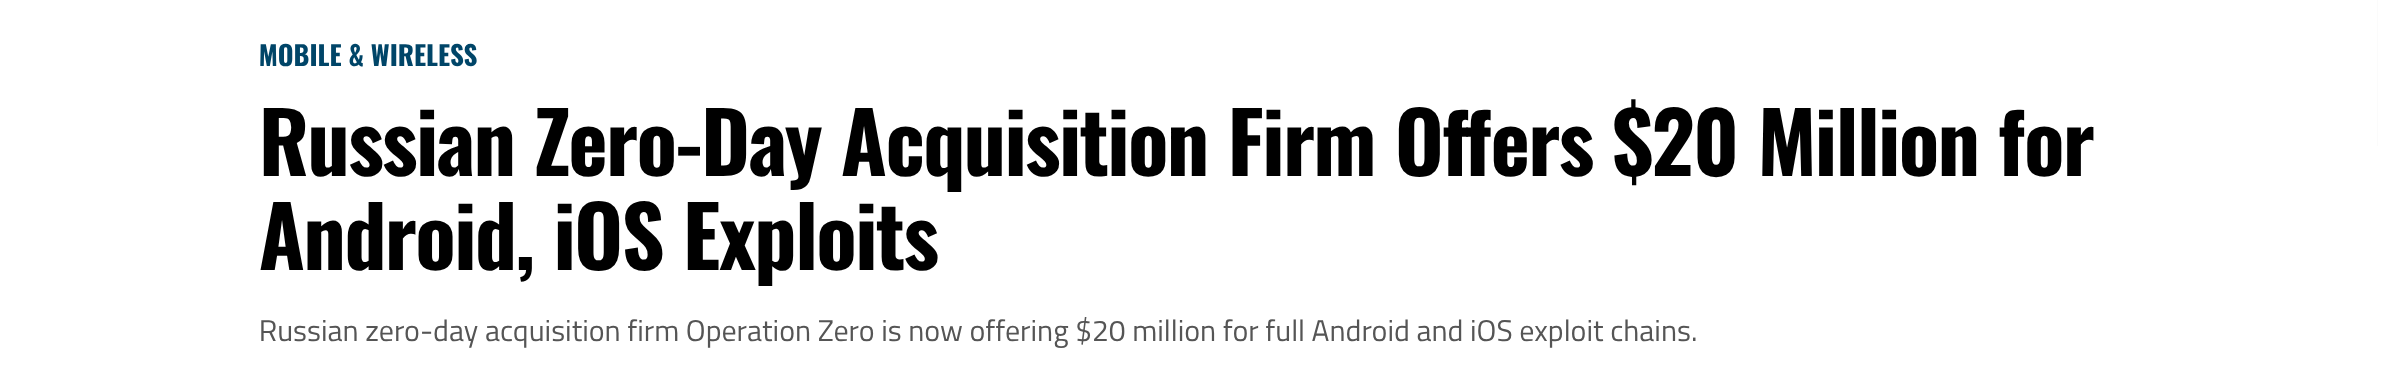 MOBILE & WIRELESS
Russian Zero-Day Acquisition Firm Offers $20 Million for
Android, iOS Exploits
Russian zero-day acquisition firm Operation Zero is now offering $20 million for full Android and iOS exploit chains.